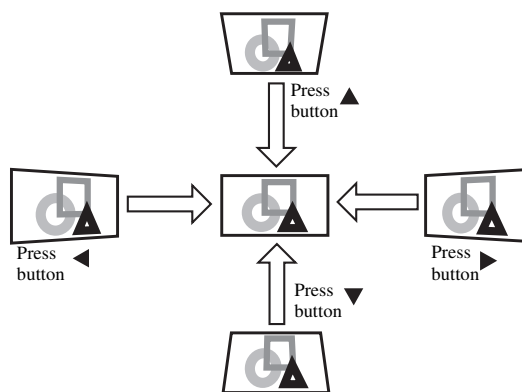 Press ▲
button
Press
button ◀
Press
button ▶
Press ▼
button